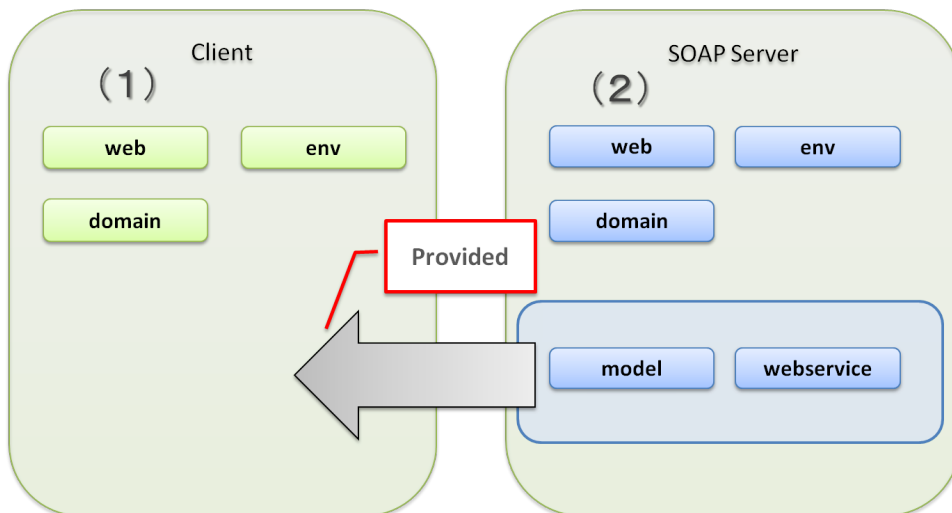 Client
(1)
web
env
domain
SOAP Server
(2)
web
env
domain
Provided
model
webservice